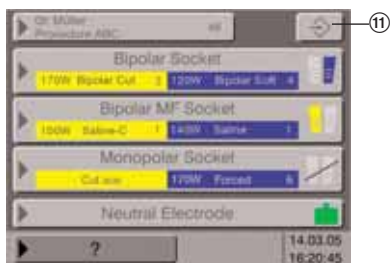 Dr. Müller
Procedure ABC
all
⑪
Bipolar Socket
170W Bipolar Cut 3 120W Bipolar Soft 4
Bipolar MF Socket
100W Saline-C 1 140W Saline 1
Monopolar Socket
Cut 170W Forced 6
Neutral Electrode
?
14.03.05
16:20:45